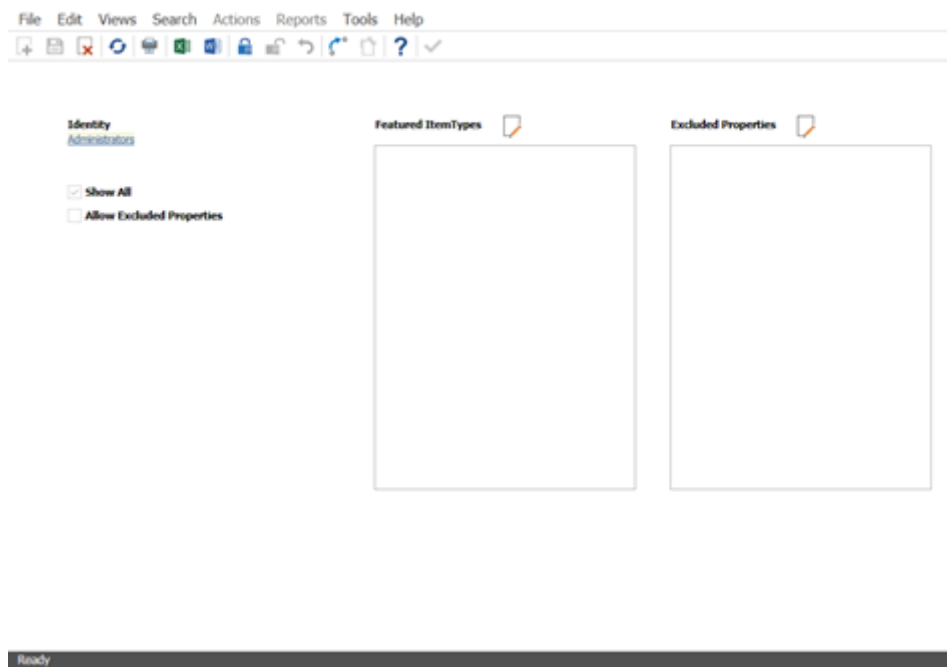 File Edit Views Search Actions Reports Tools Help
?
Identity
Administrators
Show All
Allow Excluded Properties
Featured ItemTypes
Excluded Properties
Ready